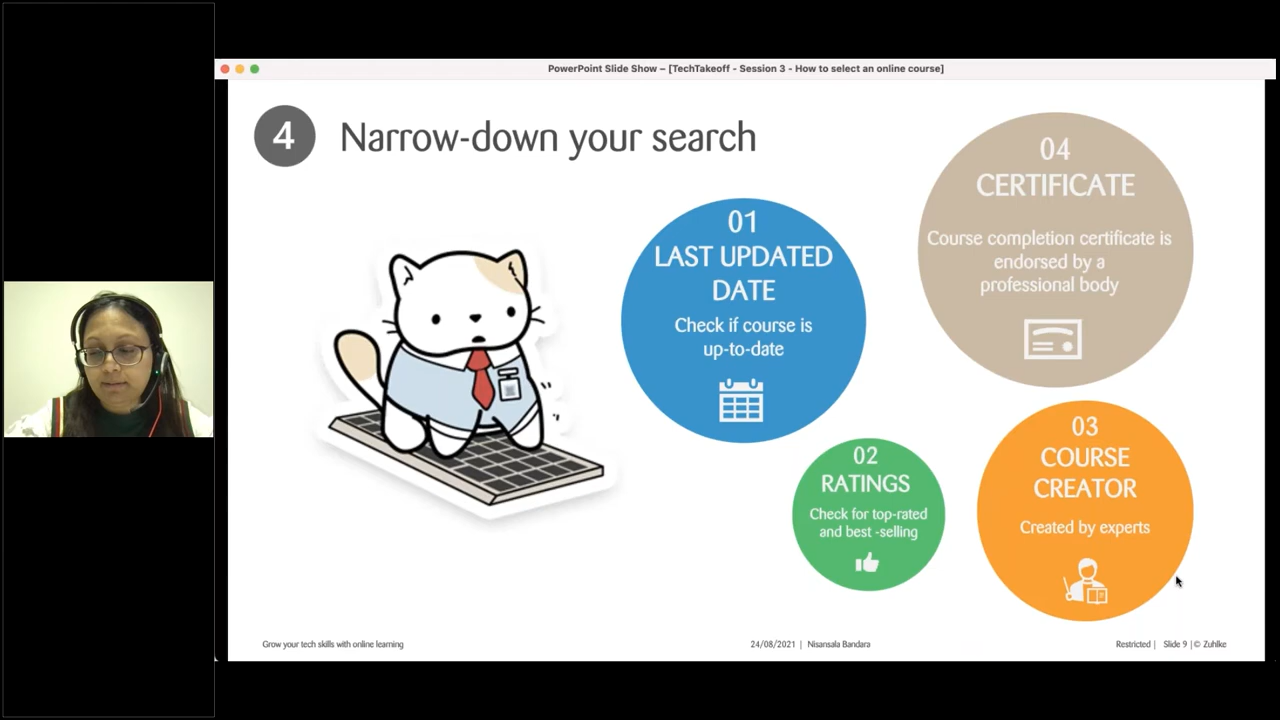 PowerPoint Slide Show – [TechTakeoff - Session 3 - How to select an online course]
4
Narrow-down your search
01
LAST UPDATED
DATE
Check if course is
up-to-date
02
RATINGS
Check for top-rated
and best -selling
03
COURSE
CREATOR
Created by experts
04
CERTIFICATE
Course completion certificate is
endorsed by a
professional body
Grow your tech skills with online learning
24/08/2021 | Nisansala Bandara
Restricted | Slide 9 | © Zuhlke